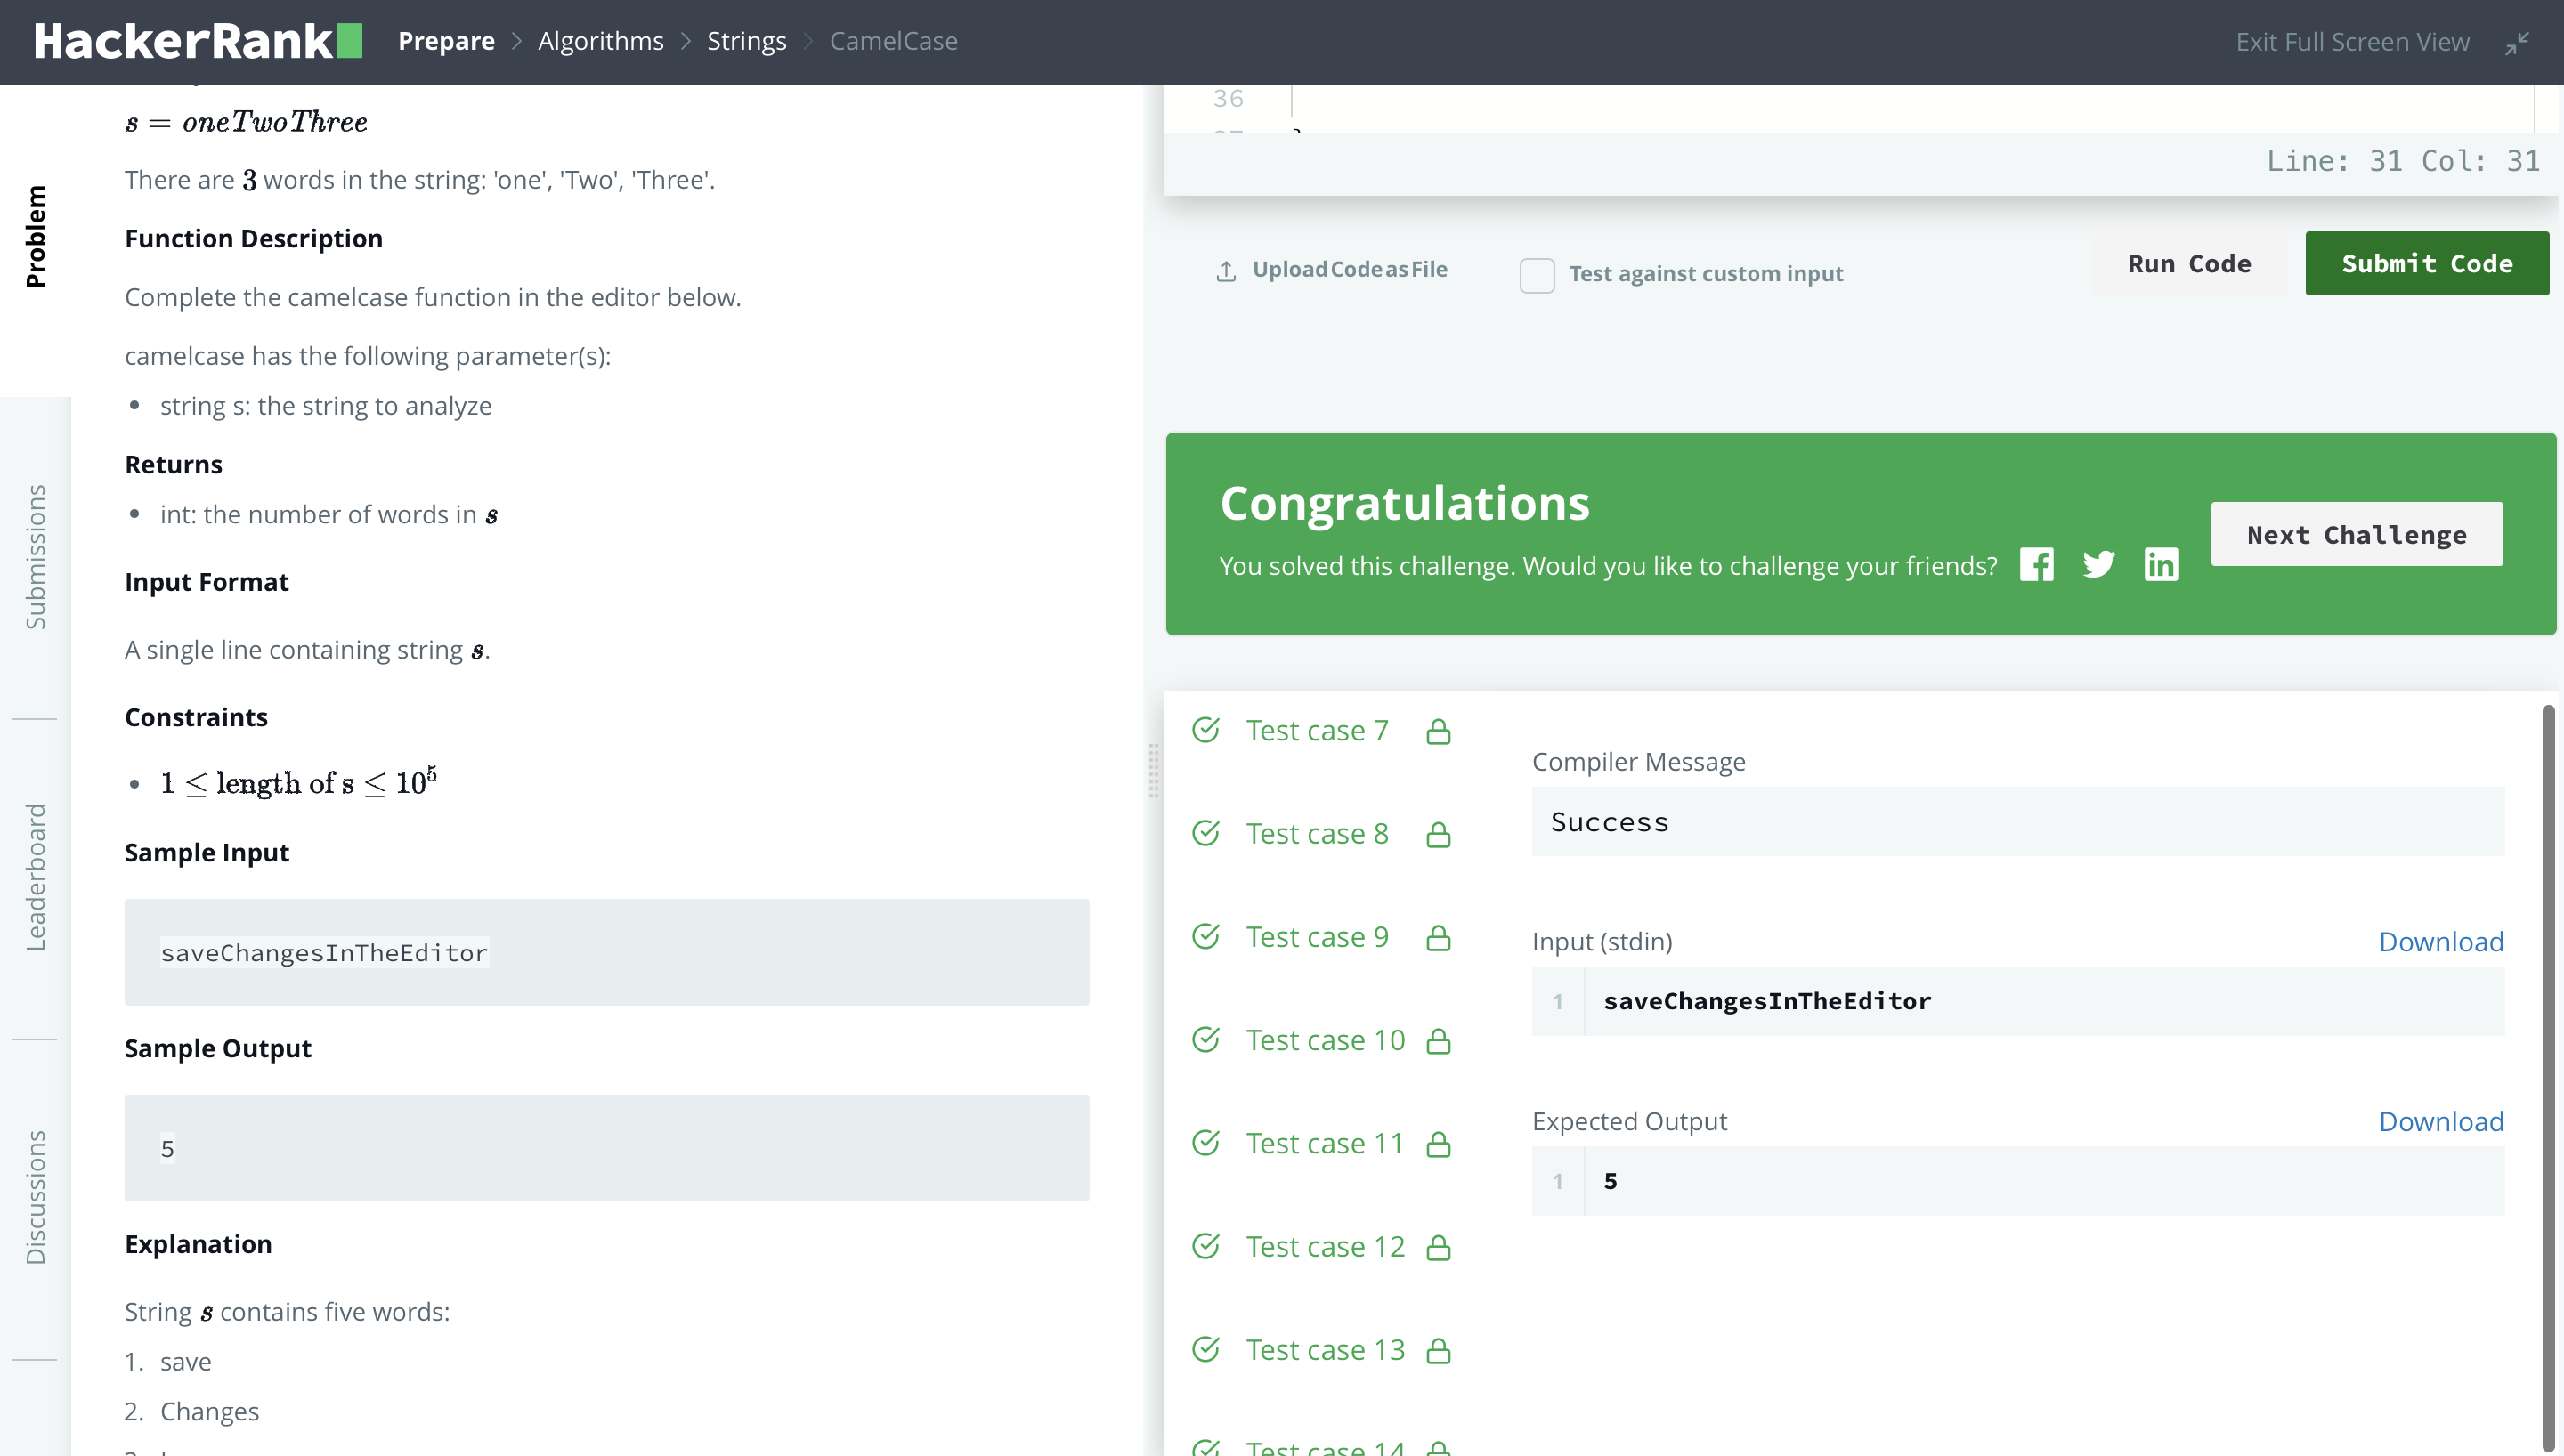 HackerRank
Prepare > Algorithms > Strings > CamelCase
Exit Full Screen View
Problem
Submissions
Leaderboard
Discussions
s = oneTwoThree
There are 3 words in the string: 'one', 'Two', 'Three'.
Function Description
Complete the camelcase function in the editor below.
camelcase has the following parameter(s):
• string s: the string to analyze
Returns
• int: the number of words in s
Input Format
A single line containing string s.
Constraints
• 1 ≤ length of s ≤ 10⁵
Sample Input
saveChangesInTheEditor
Sample Output
5
Explanation
String s contains five words:
1. save
2. Changes
36
Line: 31 Col: 31
Upload Code as File
Test against custom input
Run Code
Submit Code
Congratulations
You solved this challenge. Would you like to challenge your friends?
Next Challenge
Test case 7
Test case 8
Test case 9
Test case 10
Test case 11
Test case 12
Test case 13
Test case 14
Compiler Message
Success
Input (stdin)
Download
1 saveChangesInTheEditor
Expected Output
Download
1 5